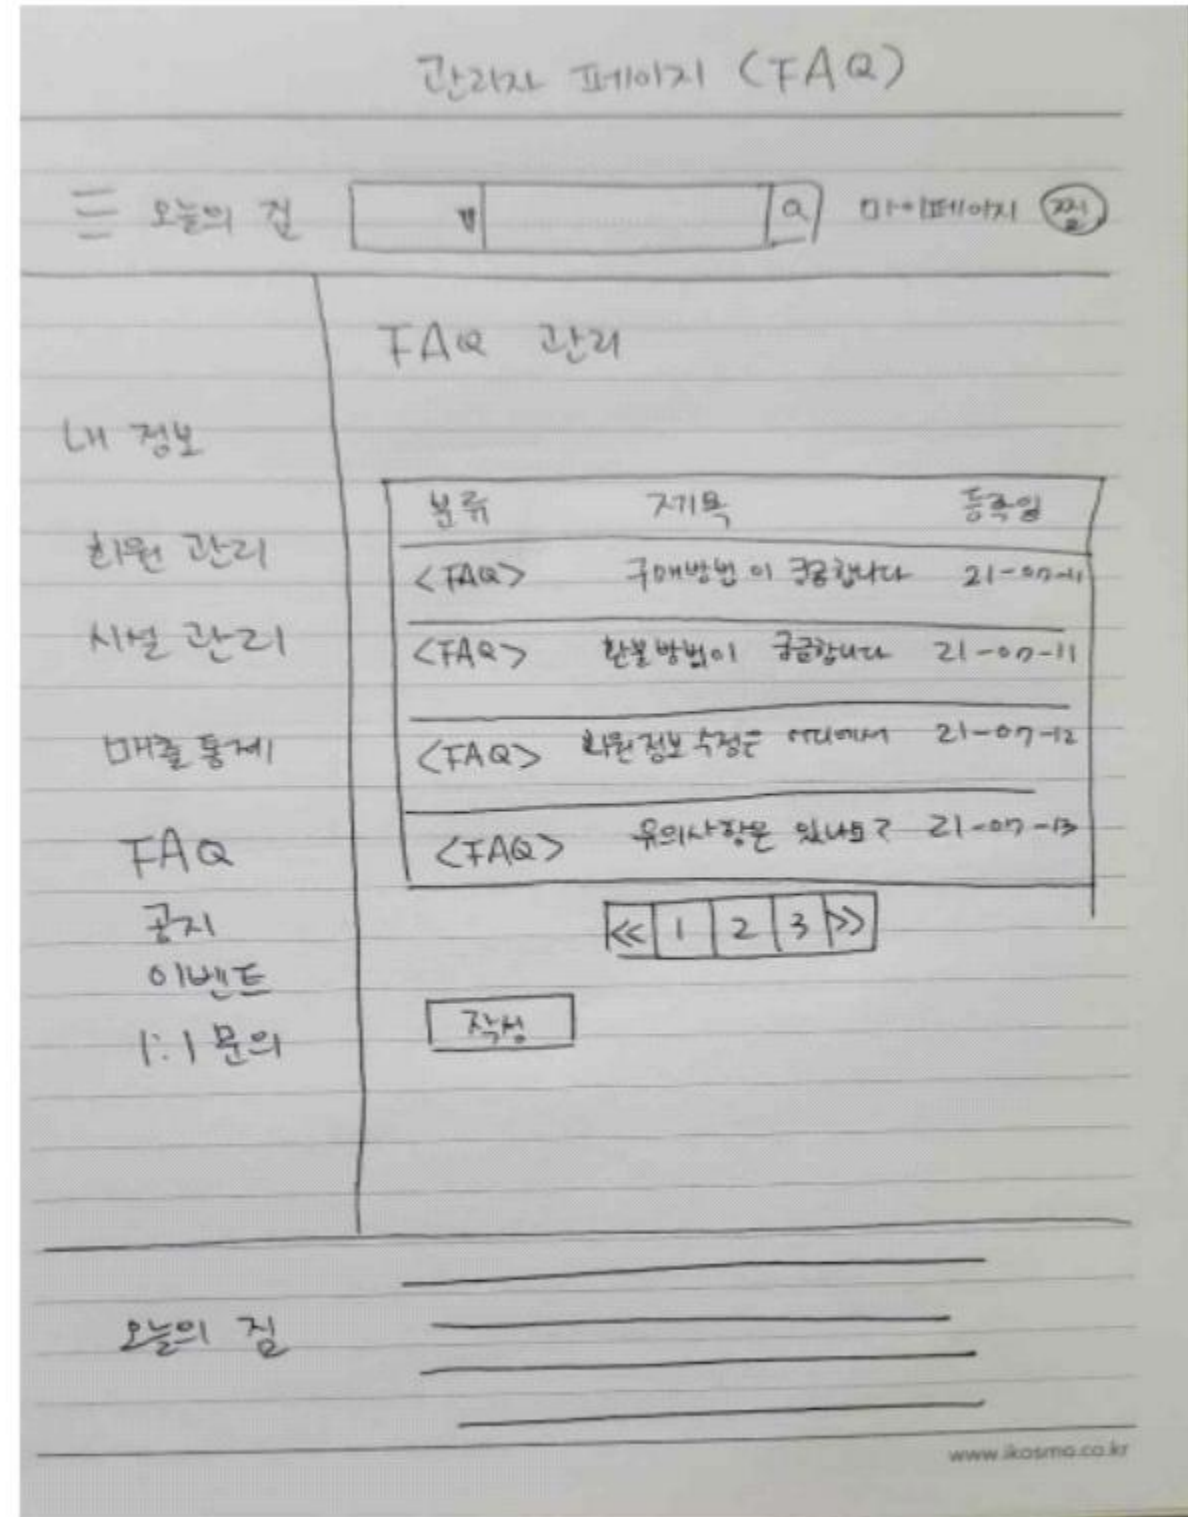 관리자 페이지 (FAQ)
오늘의 짐 Q 마이페이지 찜
FAQ 관리
내 정보
회원 관리
시설 관리
매출 통계
FAQ
공지
이벤트
1:1 문의
분류 제목 등록일
<FAQ> 구매방법이 궁금합니다 21-07-11
<FAQ> 환불방법이 궁금합니다 21-07-11
<FAQ> 회원정보 수정은 어디에서 21-07-12
<FAQ> 유의사항은 있나요? 21-07-13
<< 1 2 3 >>
작성
오늘의 짐
www.ikosmo.co.kr